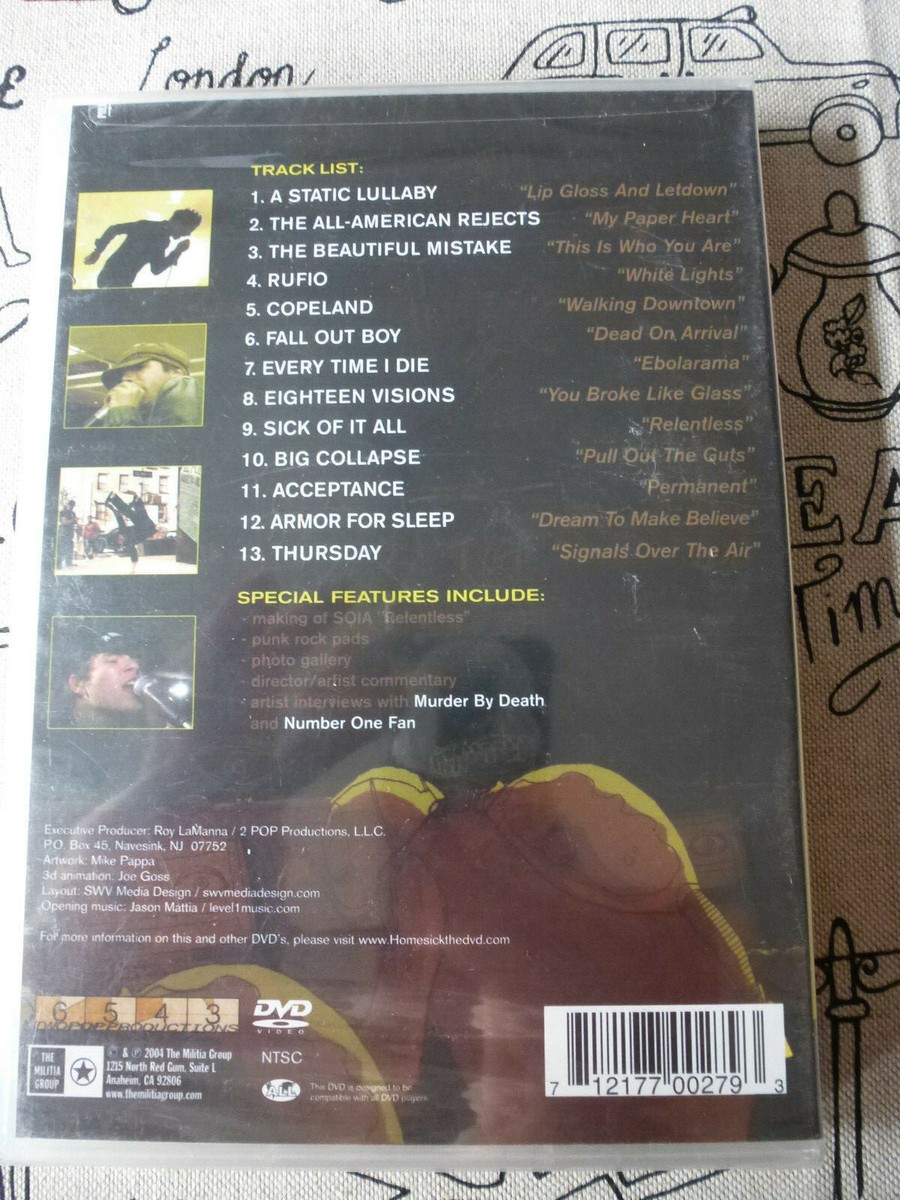 London
TRACK LIST:
1. A STATIC LULLABY "Lip Gloss And Letdown"
2. THE ALL-AMERICAN REJECTS "My Paper Heart"
3. THE BEAUTIFUL MISTAKE "This Is Who You Are"
4. RUFIO "White Lights"
5. COPELAND "Walking Downtown"
6. FALL OUT BOY "Dead On Arrival"
7. EVERY TIME I DIE "Ebolarama"
8. EIGHTEEN VISIONS "You Broke Like Glass"
9. SICK OF IT ALL "Relentless"
10. BIG COLLAPSE "Pull Out The Guts"
11. ACCEPTANCE "Permanent"
12. ARMOR FOR SLEEP "Dream To Make Believe"
13. THURSDAY "Signals Over The Air"
SPECIAL FEATURES INCLUDE:
- making of SOIA "Relentless"
- punk rock pads
- photo gallery
- director/artist commentary
- artist interviews with Murder By Death
and Number One Fan
Executive Producer: Roy LaManna / 2 POP Productions, L.L.C.
P.O. Box 45, Navesink, NJ 07752
Artwork: Mike Pappa
3d animation: Joe Goss
Layout: SWV Media Design / swvmediadesign.com
Opening music: Jason Mattia / level1music.com
For more information on this and other DVD's, please visit www.Homesickthedvd.com
6 5 4 3
TWOPOPPRODUCTIONS
DVD
VIDEO
NTSC
THE
MILITIA
GROUP
© & ℗ 2004 The Militia Group
1215 North Red Gum, Suite L
Anaheim, CA 92806
www.themilitiagroup.com
ALL
This DVD is designed to be
compatible with all DVD players
7 12177 00279 3